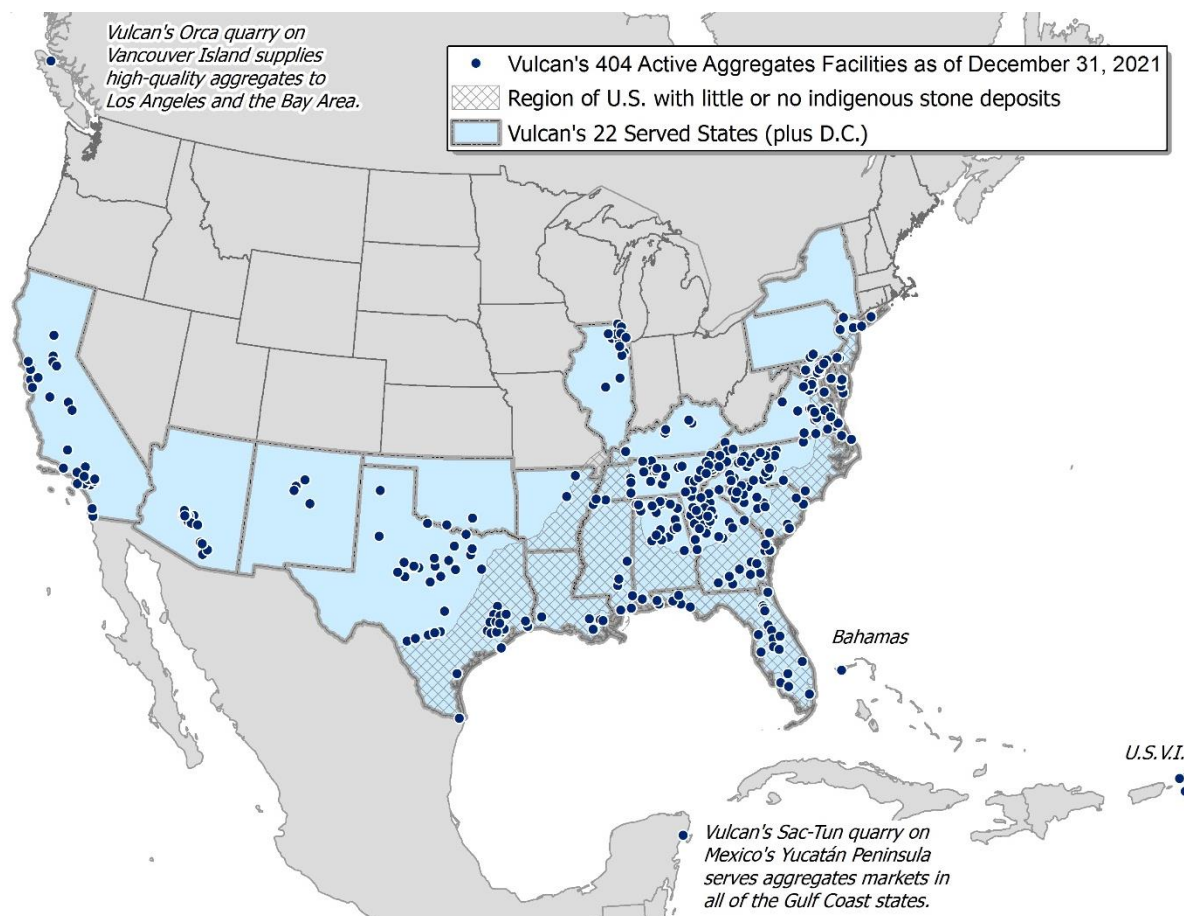 Vulcan's Orca quarry on
Vancouver Island supplies
high-quality aggregates to
Los Angeles and the Bay Area.
Vulcan's 404 Active Aggregates Facilities as of December 31, 2021
Region of U.S. with little or no indigenous stone deposits
Vulcan's 22 Served States (plus D.C.)
Bahamas
U.S.V.I.
Vulcan's Sac-Tun quarry on
Mexico's Yucatán Peninsula
serves aggregates markets in
all of the Gulf Coast states.